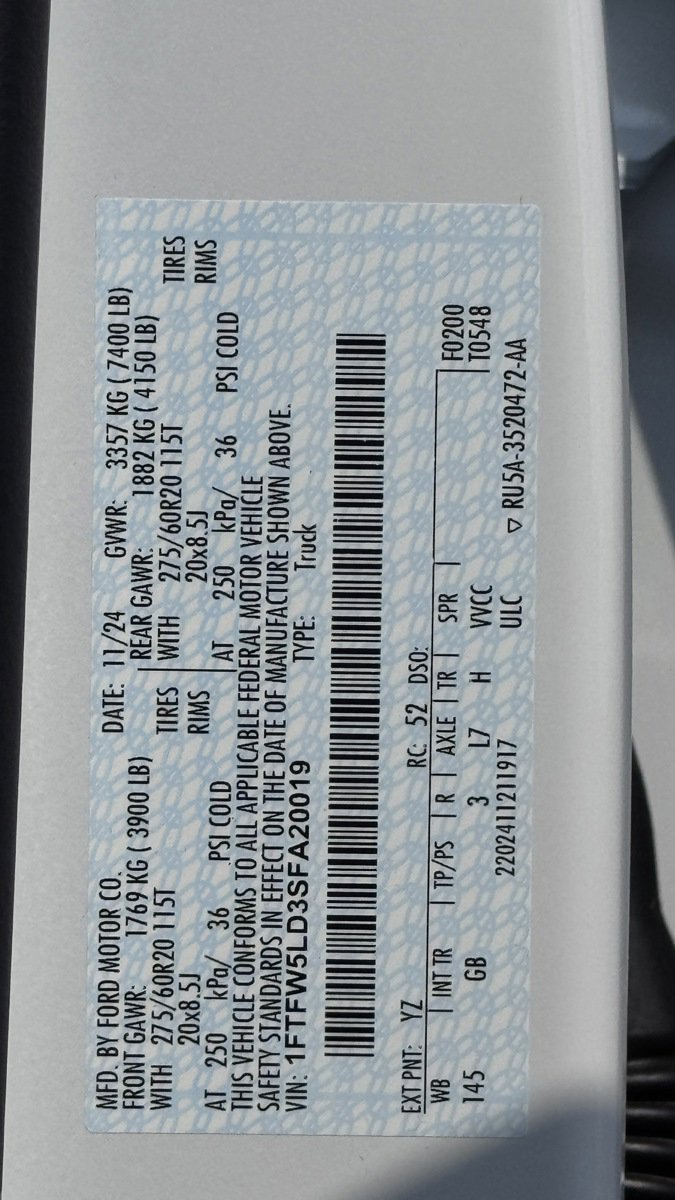 MFD. BY FORD MOTOR CO. DATE: 11/24 GVWR: 3357 KG ( 7400 LB)
FRONT GAWR: 1769 KG ( 3900 LB) REAR GAWR: 1882 KG ( 4150 LB)
WITH 275/60R20 115T TIRES WITH 275/60R20 115T TIRES
20x8.5J RIMS 20x8.5J RIMS
AT 250 kPa/ 36 PSI COLD AT 250 kPa/ 36 PSI COLD
THIS VEHICLE CONFORMS TO ALL APPLICABLE FEDERAL MOTOR VEHICLE
SAFETY STANDARDS IN EFFECT ON THE DATE OF MANUFACTURE SHOWN ABOVE.
VIN: 1FTFW5LD3SFA20019 TYPE: Truck
EXT PNT: YZ RC: 52 DSO:
WB INT TR TP/PS R AXLE TR SPR F0200
145 GB 3 L7 H VVCC T0548
2202411211917 ULC ▽ RU5A-3520472-AA